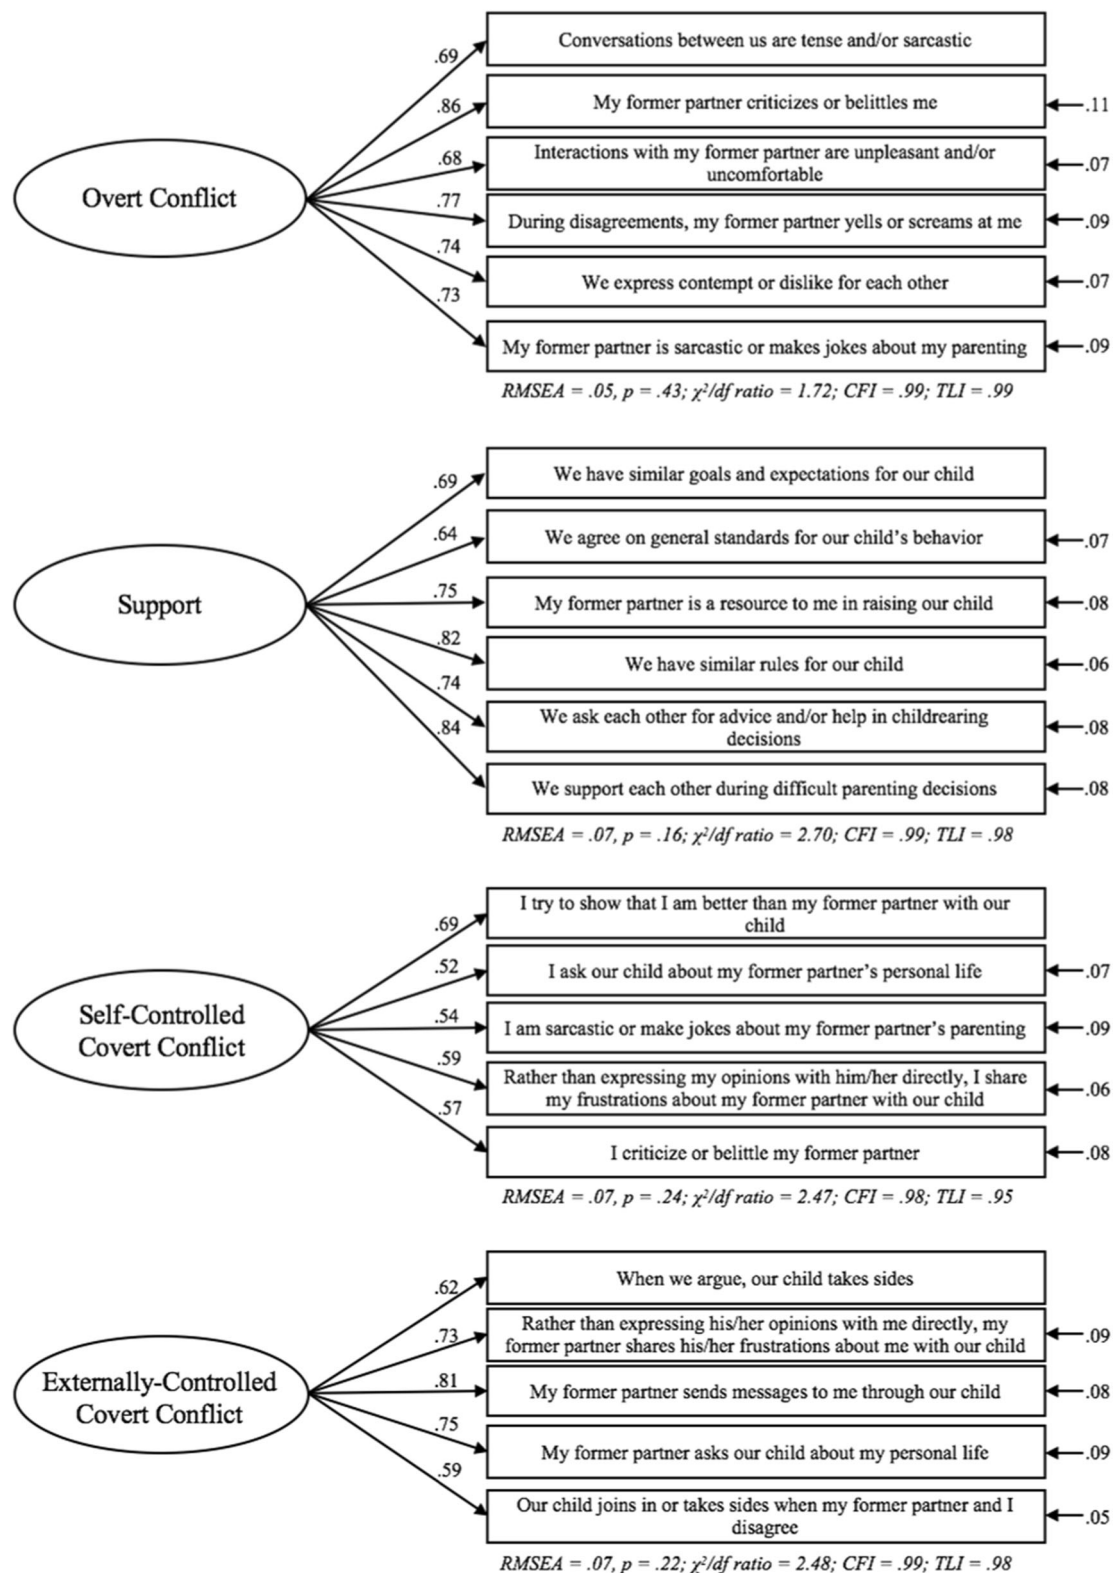 Overt Conflict
.69
Conversations between us are tense and/or sarcastic
.86
My former partner criticizes or belittles me
.11
.68
Interactions with my former partner are unpleasant and/or
uncomfortable
.07
.77
During disagreements, my former partner yells or screams at me
.09
.74
We express contempt or dislike for each other
.07
.73
My former partner is sarcastic or makes jokes about my parenting
.09
RMSEA = .05, p = .43; χ²/df ratio = 1.72; CFI = .99; TLI = .99
Support
.69
We have similar goals and expectations for our child
.64
We agree on general standards for our child's behavior
.07
.75
My former partner is a resource to me in raising our child
.08
.82
We have similar rules for our child
.06
.74
We ask each other for advice and/or help in childrearing
decisions
.08
.84
We support each other during difficult parenting decisions
.08
RMSEA = .07, p = .16; χ²/df ratio = 2.70; CFI = .99; TLI = .98
Self-Controlled
Covert Conflict
.69
I try to show that I am better than my former partner with our
child
.52
I ask our child about my former partner's personal life
.07
.54
I am sarcastic or make jokes about my former partner's parenting
.09
.59
Rather than expressing my opinions with him/her directly, I share
my frustrations about my former partner with our child
.06
.57
I criticize or belittle my former partner
.08
RMSEA = .07, p = .24; χ²/df ratio = 2.47; CFI = .98; TLI = .95
Externally-Controlled
Covert Conflict
.62
When we argue, our child takes sides
.73
Rather than expressing his/her opinions with me directly, my
former partner shares his/her frustrations about me with our child
.09
.81
My former partner sends messages to me through our child
.08
.75
My former partner asks our child about my personal life
.09
.59
Our child joins in or takes sides when my former partner and I
disagree
.05
RMSEA = .07, p = .22; χ²/df ratio = 2.48; CFI = .99; TLI = .98